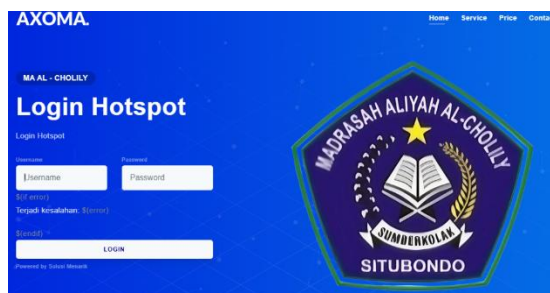 AXOMA.
Home Service Price Conta
MA AL - CHOLILY
Login Hotspot
Login Hotspot
Username Password
Username Password
$(if error)
Terjadi kesalahan: $(error)
$(endif)
LOGIN
Powered by
MADRASAH ALIYAH AL-CHOLILY
SUMBERKOLAK
SITUBONDO